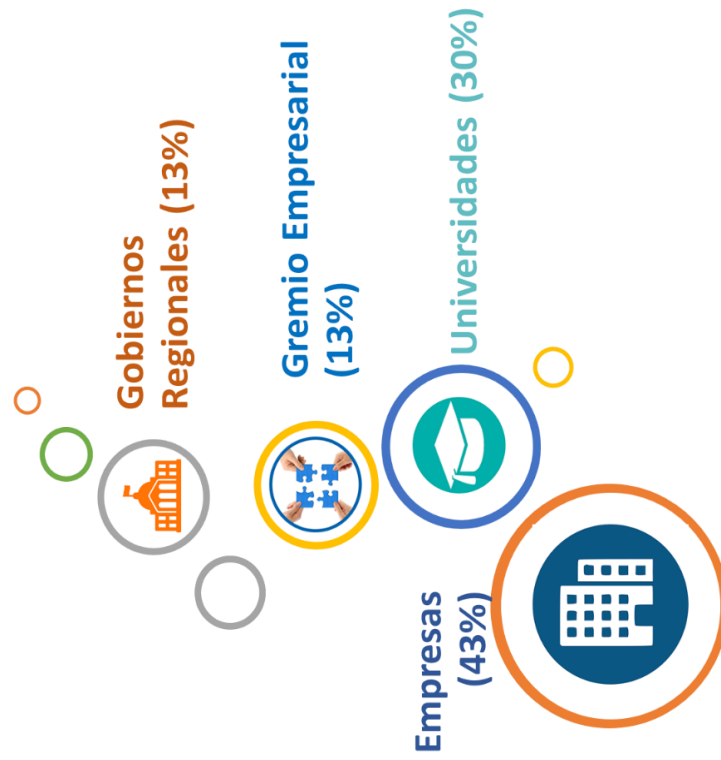 Gobiernos
Regionales (13%)
Gremio Empresarial
(13%)
Universidades (30%)
Empresas
(43%)